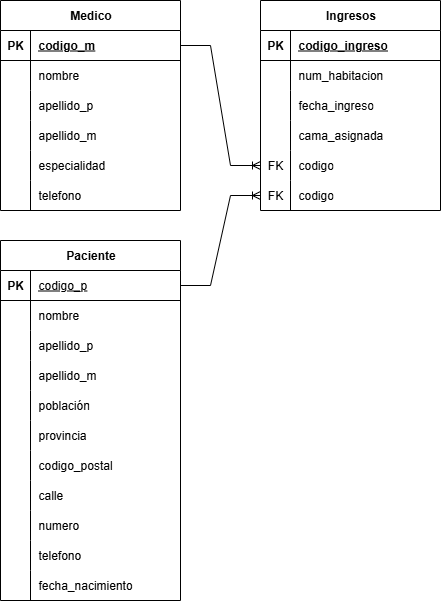 Medico
PK codigo_m
nombre
apellido_p
apellido_m
especialidad
telefono
Ingresos
PK codigo_ingreso
num_habitacion
fecha_ingreso
cama_asignada
FK codigo
FK codigo
Paciente
PK codigo_p
nombre
apellido_p
apellido_m
población
provincia
codigo_postal
calle
numero
telefono
fecha_nacimiento